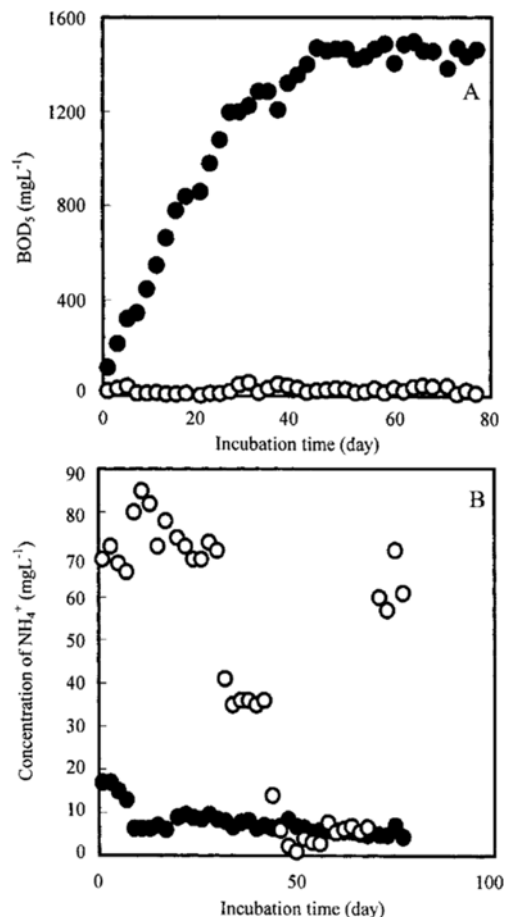 1600
1200
800
400
0
A
BOD₅ (mgL⁻¹)
0 20 40 60 80
Incubation time (day)
90
80
70
60
50
40
30
20
10
0
B
Concentration of NH₄⁺ (mgL⁻¹)
0 50 100
Incubation time (day)